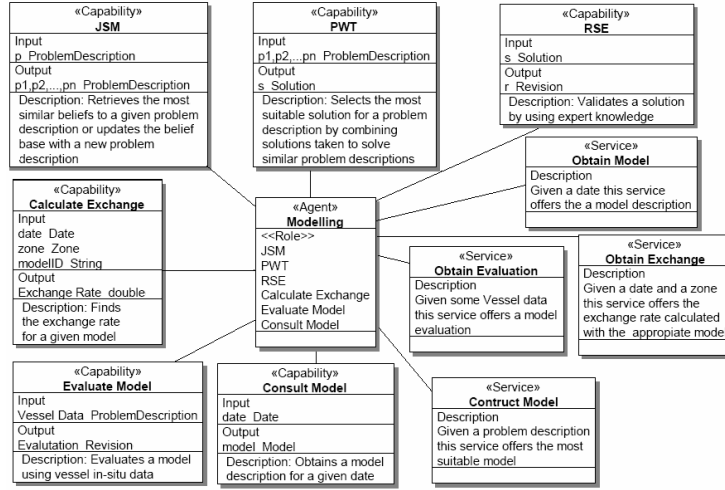 «Capability»
JSM
Input
p ProblemDescription
Output
p1,p2,...,pn ProblemDescription
Description: Retrieves the most
similar beliefs to a given problem
description or updates the belief
base with a new problem
description
«Capability»
PWT
Input
p1,p2,...pn ProblemDescription
Output
s Solution
Description: Selects the most
suitable solution for a problem
description by combining
solutions taken to solve
similar problem descriptions
«Capability»
RSE
Input
s Solution
Output
r Revision
Description: Validates a solution
by using expert knowledge
«Service»
Obtain Model
Description
Given a date this service
offers the a model description
«Capability»
Calculate Exchange
Input
date Date
zone Zone
modelID String
Output
Exchange Rate double
Description: Finds
the exchange rate
for a given model
«Agent»
Modelling
<<Role>>
JSM
PWT
RSE
Calculate Exchange
Evaluate Model
Consult Model
«Service»
Obtain Evaluation
Description
Given some Vessel data
this service offers a model
evaluation
«Service»
Obtain Exchange
Description
Given a date and a zone
this service offers the
exchange rate calculated
with the appropiate model
«Capability»
Evaluate Model
Input
Vessel Data ProblemDescription
Output
Evalutation Revision
Description: Evaluates a model
using vessel in-situ data
«Capability»
Consult Model
Input
date Date
Output
model Model
Description: Obtains a model
description for a given date
«Service»
Contruct Model
Description
Given a problem description
this service offers the most
suitable model